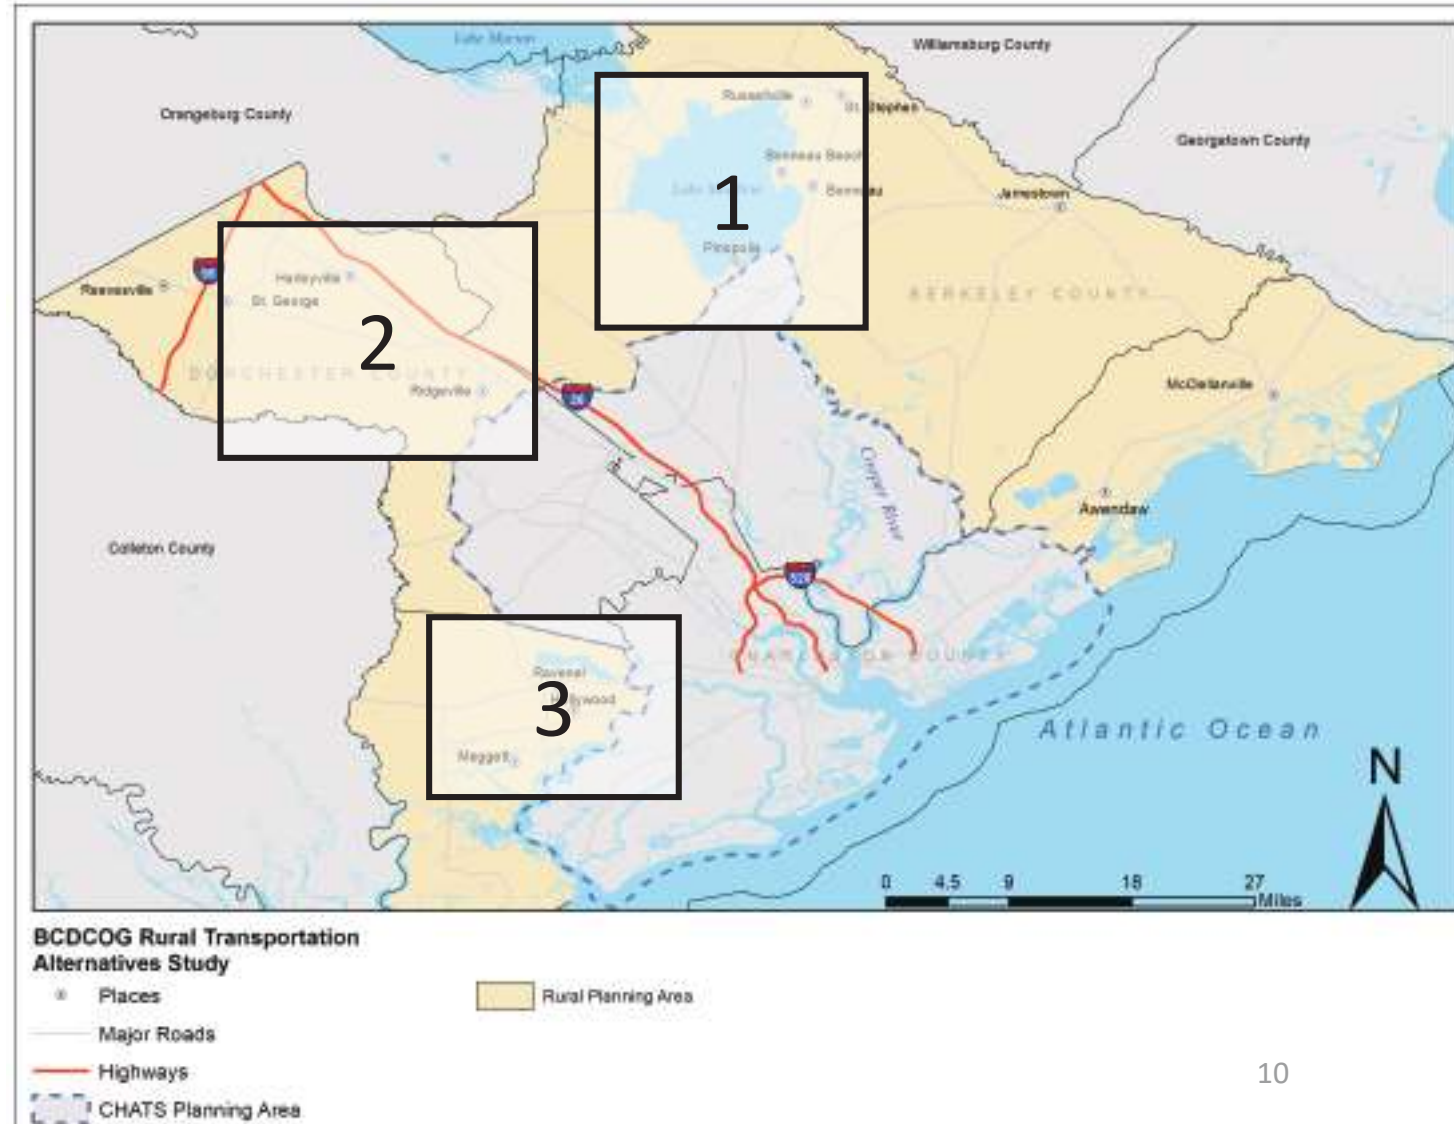 Lake Marion
Williamsburg County
Orangeburg County
Russellville
St. Stephen
Georgetown County
Bonneau Beach
Bonneau
Jamestown
1
Pinopolis
Reevesville
Harleyville
St. George
2
DORCHESTER COUNTY
Ridgeville
BERKELEY COUNTY
McClellanville
26
Cooper River
Awendaw
Colleton County
526
CHARLESTON COUNTY
Ravenel
Hollywood
3
Meggett
Atlantic Ocean
N
0 4.5 9 18 27
Miles
BCDCOG Rural Transportation
Alternatives Study
Places
Rural Planning Area
Major Roads
Highways
CHATS Planning Area
10